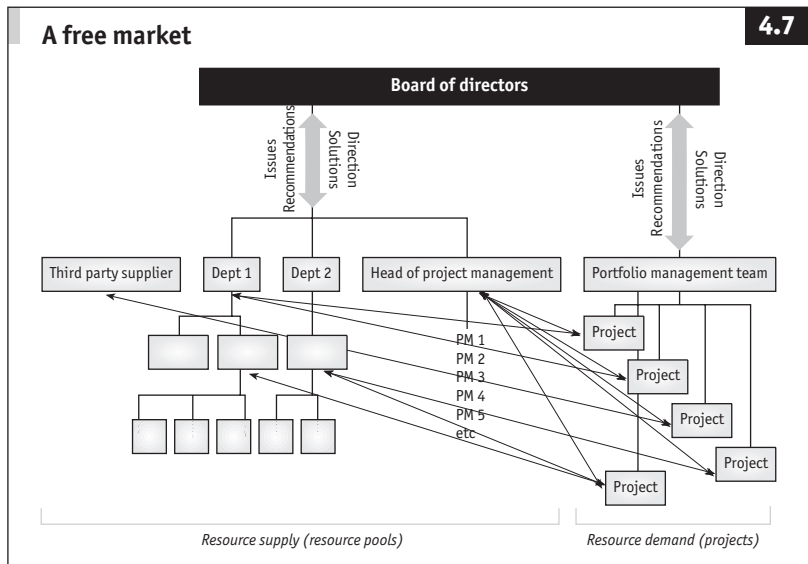 A free market
4.7
Board of directors
Issues
Recommendations
Direction
Solutions
Issues
Recommendations
Direction
Solutions
Third party supplier
Dept 1
Dept 2
Head of project management
Portfolio management team
PM 1
PM 2
PM 3
PM 4
PM 5
etc
Project
Project
Project
Project
Project
Resource supply (resource pools)
Resource demand (projects)